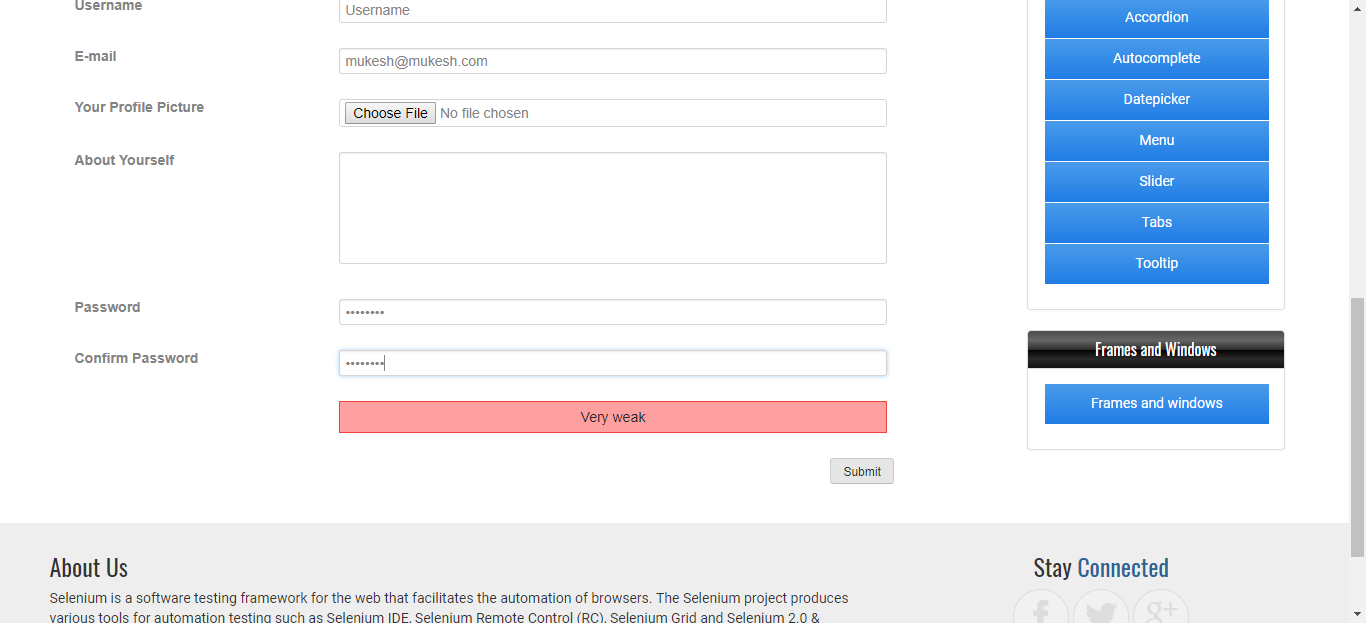 Username
Username
E-mail
mukesh@mukesh.com
Your Profile Picture
Choose File No file chosen
About Yourself
Password
••••••••
Confirm Password
••••••••
Very weak
Submit
Accordion
Autocomplete
Datepicker
Menu
Slider
Tabs
Tooltip
Frames and Windows
Frames and windows
About Us
Selenium is a software testing framework for the web that facilitates the automation of browsers. The Selenium project produces
various tools for automation testing such as Selenium IDE, Selenium Remote Control (RC), Selenium Grid and Selenium 2.0 &
Stay Connected
f
g+